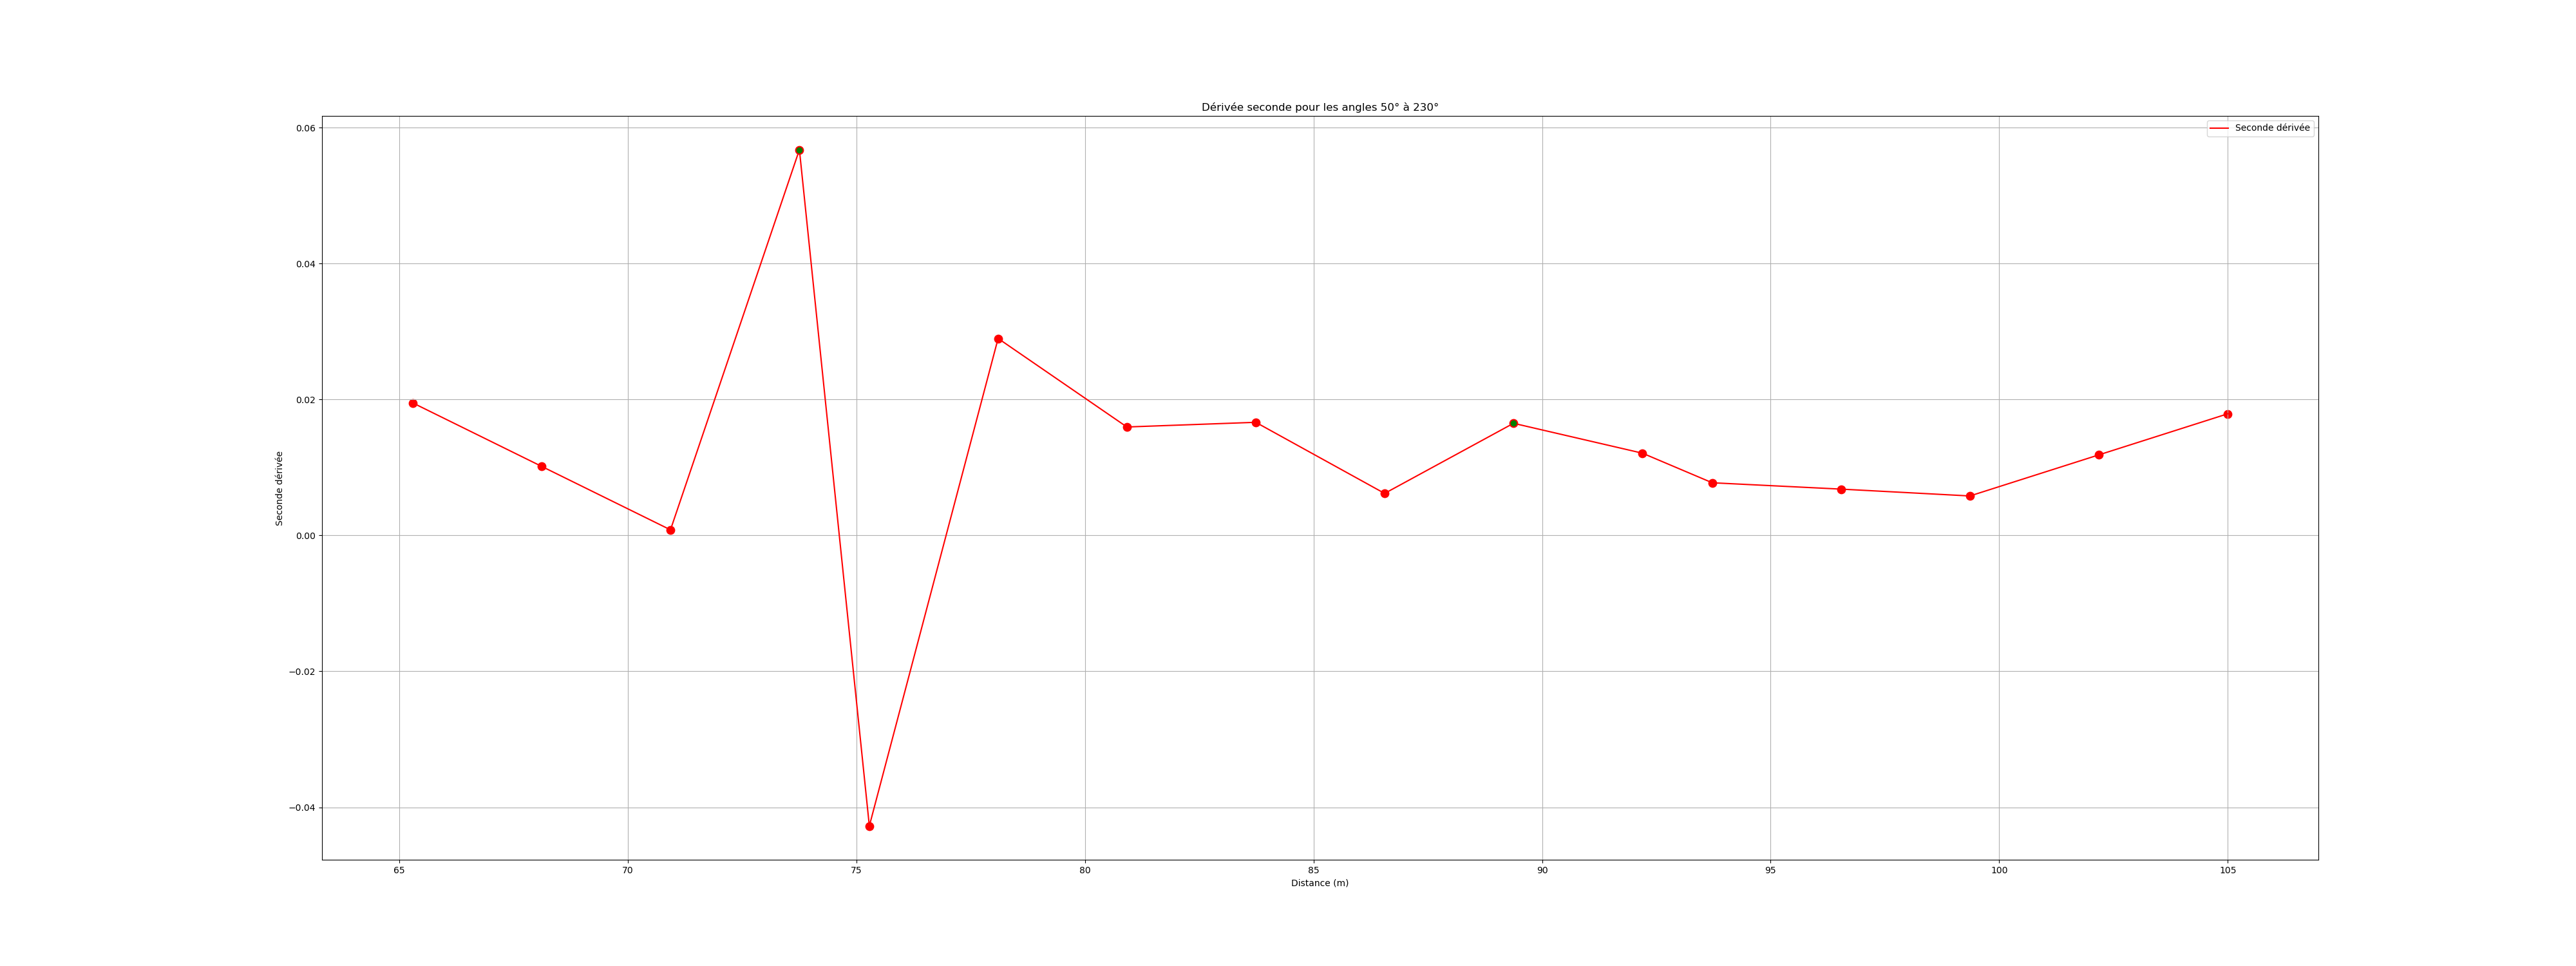 Dérivée seconde pour les angles 50° à 230°
Seconde dérivée
0.06
0.04
0.02
0.00
−0.02
−0.04
Seconde dérivée
65 70 75 80 85 90 95 100 105
Distance (m)